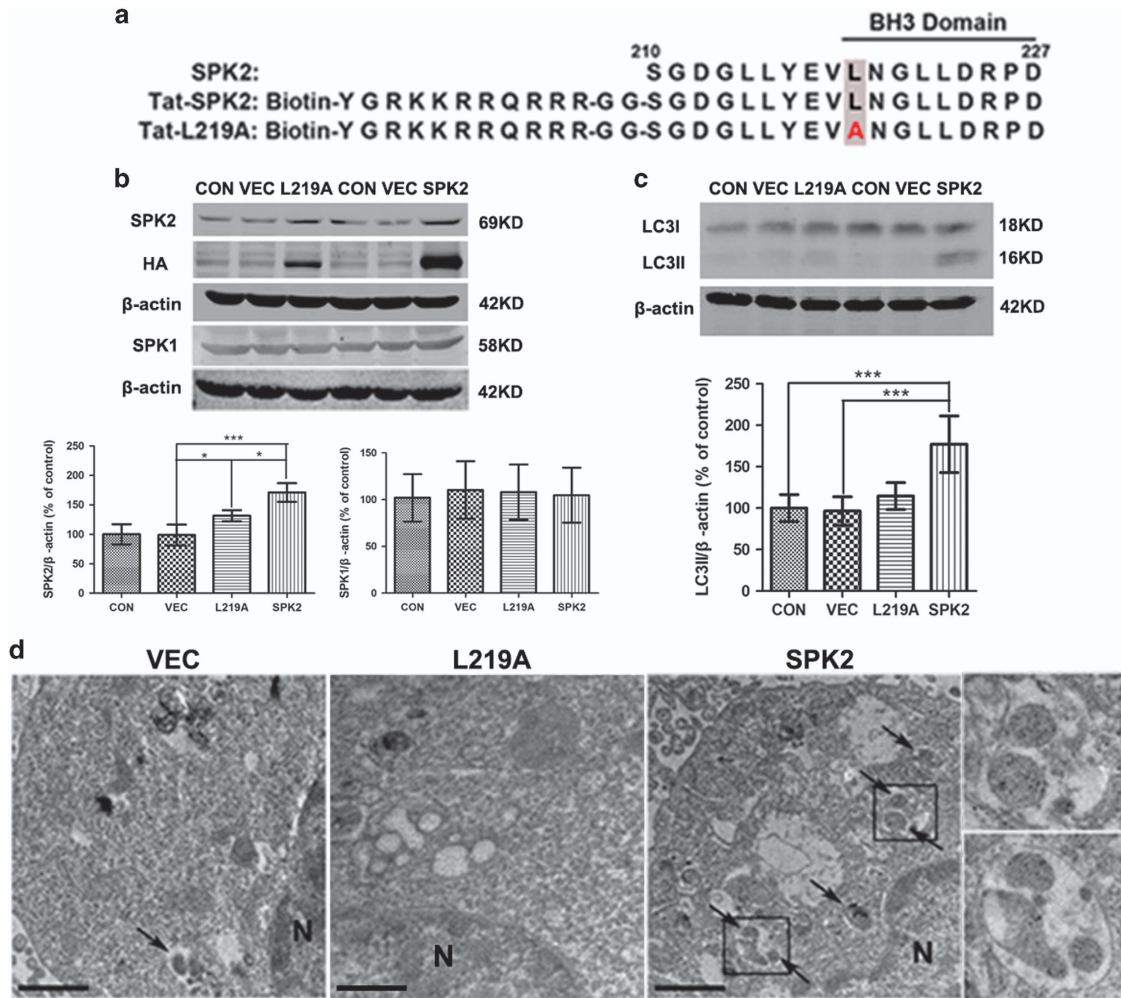 a
BH3 Domain
210 227
SPK2: S G D G L L Y E V L N G L L D R P D
Tat-SPK2: Biotin-Y G R K K R R Q R R R-GG-S G D G L L Y E V L N G L L D R P D
Tat-L219A: Biotin-Y G R K K R R Q R R R-GG-S G D G L L Y E V A N G L L D R P D
b
CON VEC L219A CON VEC SPK2
SPK2 69KD
HA
β-actin 42KD
SPK1 58KD
β-actin 42KD
SPK2/β -actin (% of control)
250
200
150
100
50
0
***
* *
CON VEC L219A SPK2
SPK1/β -actin (% of control)
150
100
50
0
CON VEC L219A SPK2
c
CON VEC L219A CON VEC SPK2
LC3I 18KD
LC3II 16KD
β-actin 42KD
LC3II/β-actin (% of control)
250
200
150
100
50
0
***
***
CON VEC L219A SPK2
d
VEC L219A SPK2
N N N